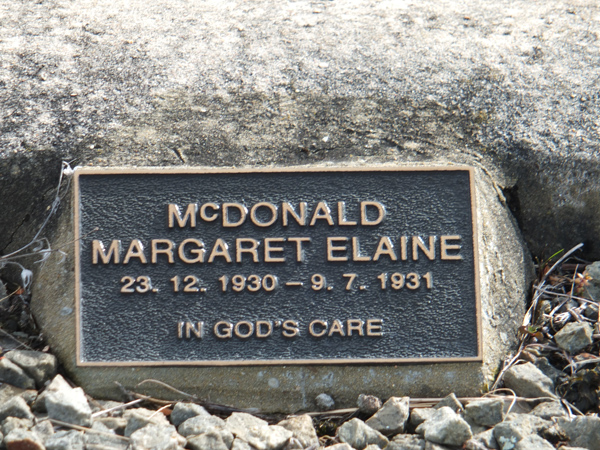 McDONALD
MARGARET ELAINE
23. 12. 1930 – 9. 7. 1931
IN GOD'S CARE